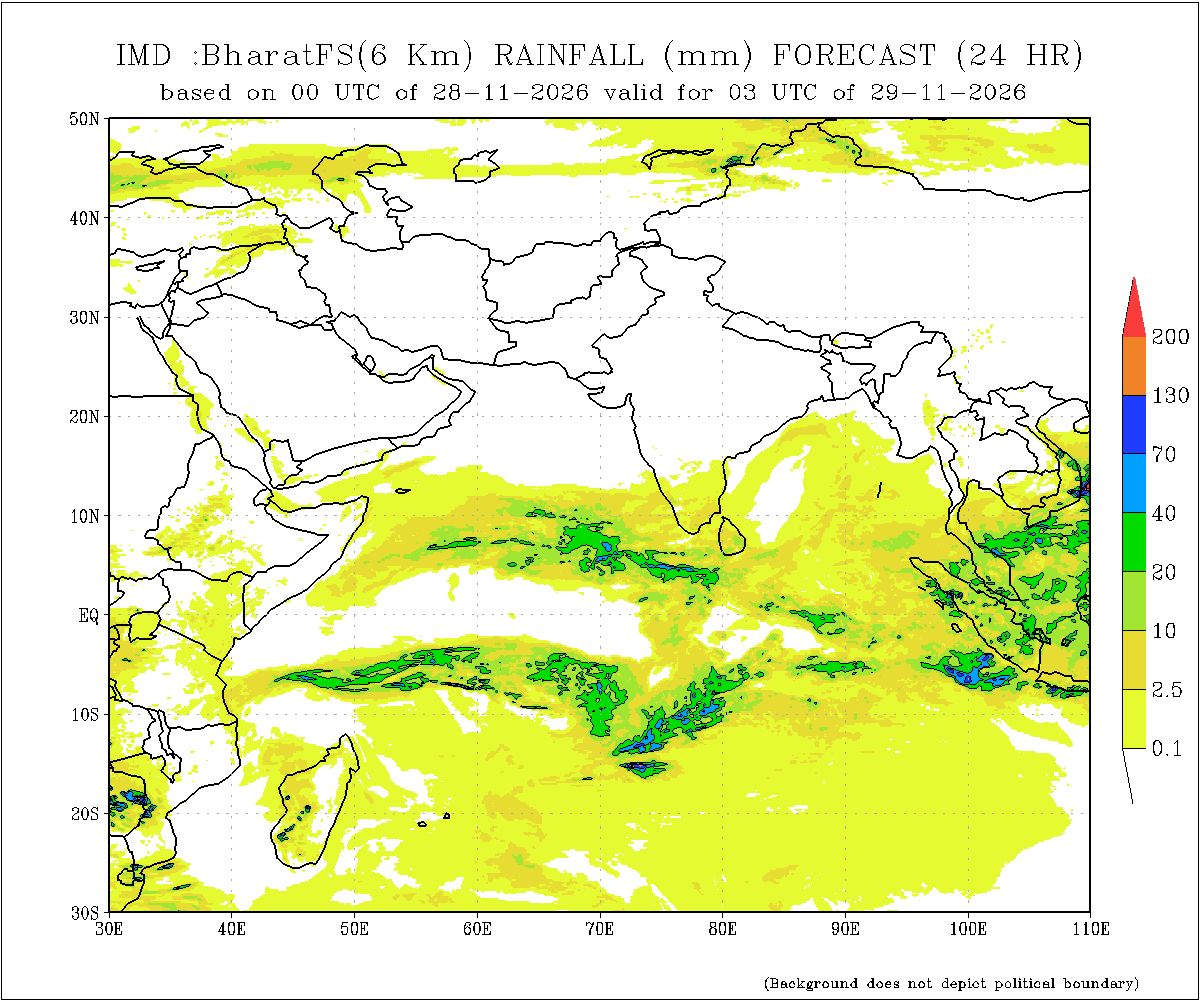 IMD :BharatFS(6 Km) RAINFALL (mm) FORECAST (24 HR)
based on 00 UTC of 28-11-2026 valid for 03 UTC of 29-11-2026
50N
40N
30N
20N
10N
EQ
10S
20S
30S
30E 40E 50E 60E 70E 80E 90E 100E 110E
200
130
70
40
20
10
2.5
0.1
(Background does not depict political boundary)